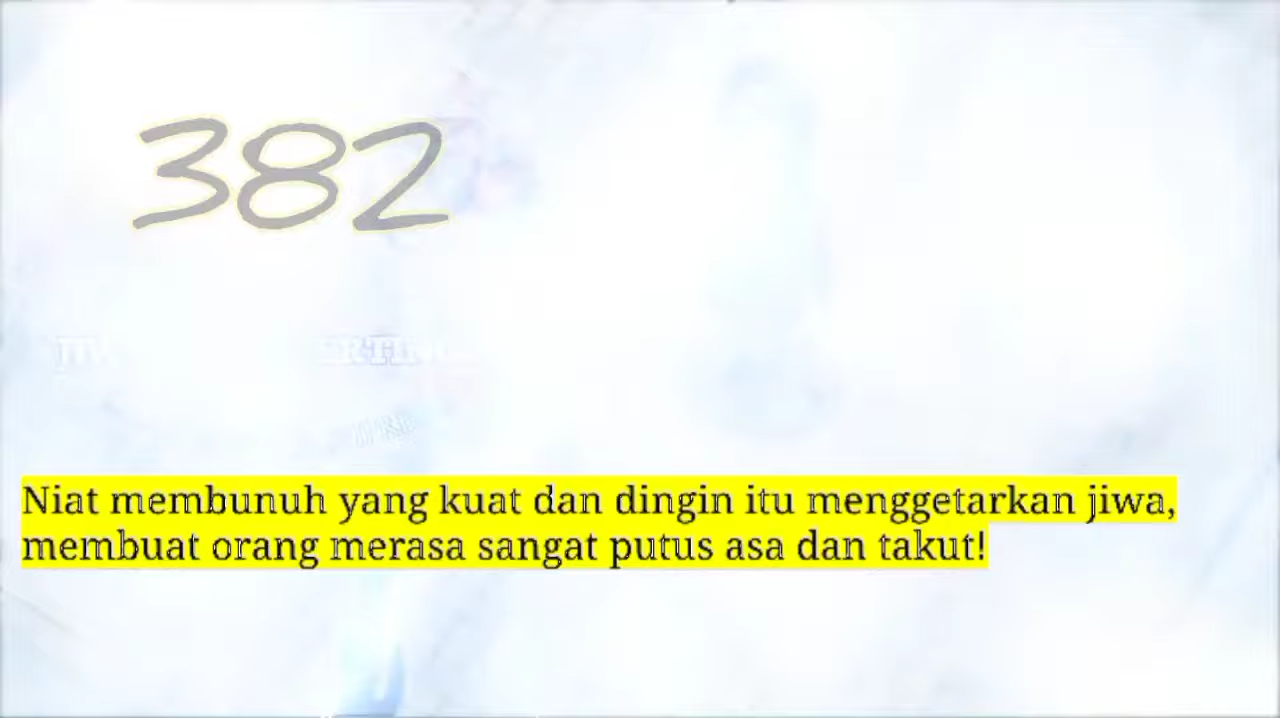 382
Niat membunuh yang kuat dan dingin itu menggetarkan jiwa,
membuat orang merasa sangat putus asa dan takut!